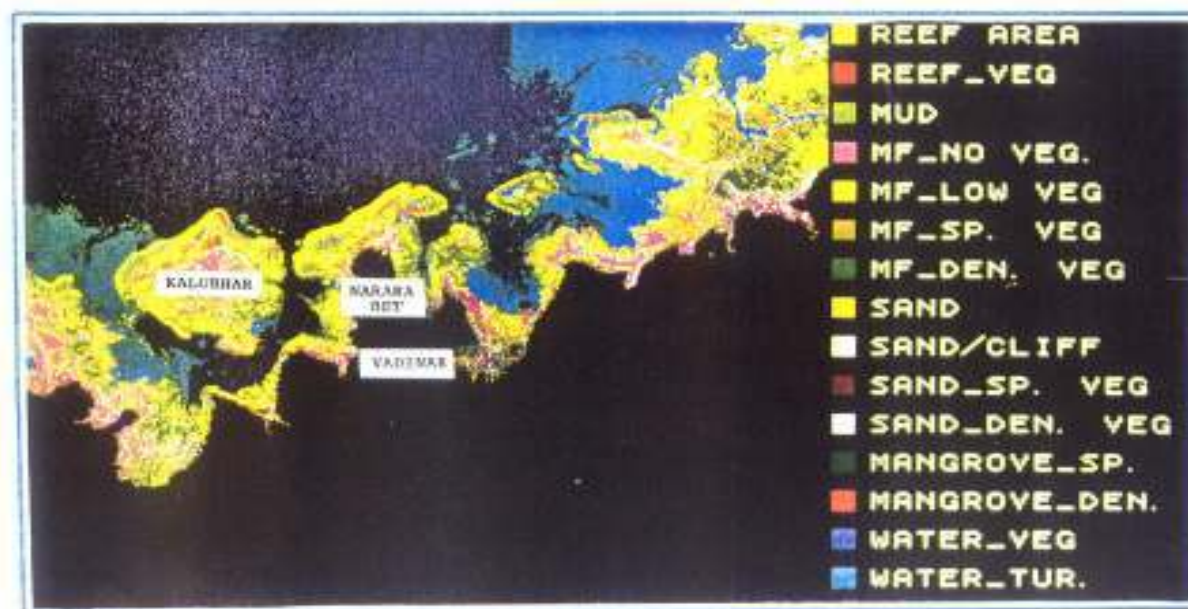 KALUBHAR
NARARA
BET
VADINAR
REEF AREA
REEF_VEG
MUD
MF_NO VEG.
MF_LOW VEG
MF_SP. VEG
MF_DEN. VEG
SAND
SAND/CLIFF
SAND_SP. VEG
SAND_DEN. VEG
MANGROVE_SP.
MANGROVE_DEN.
WATER_VEG
WATER_TUR.